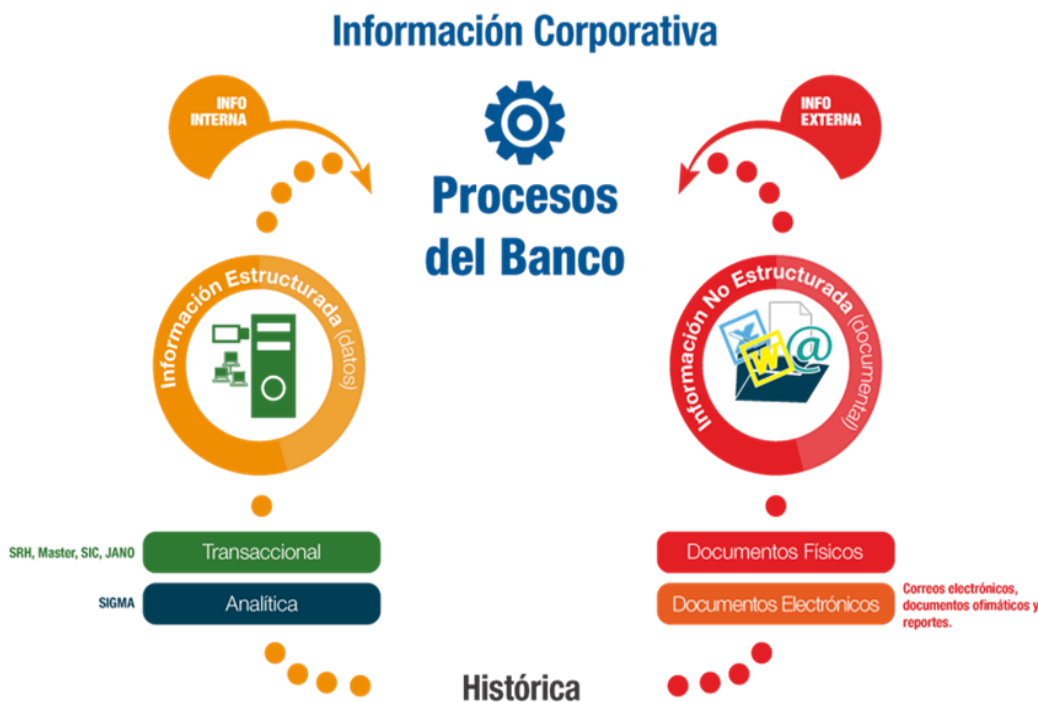 Información Corporativa
INFO
INTERNA
INFO
EXTERNA
Procesos
del Banco
Información Estructurada (datos)
Información No Estructurada (documental)
X
W
@
SRH, Master, SIC, JANO
Transaccional
SIGMA
Analítica
Documentos Físicos
Documentos Electrónicos
Correos electrónicos,
documentos ofimáticos y
reportes.
Histórica